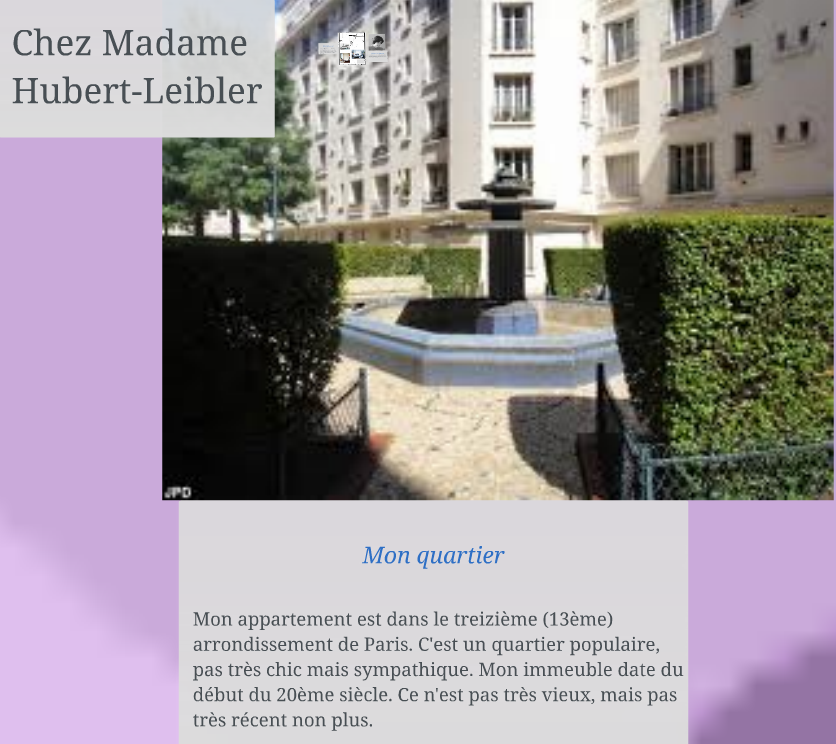 Chez Madame
Hubert-Leibler
JPD
Mon quartier
Mon appartement est dans le treizième (13ème)
arrondissement de Paris. C'est un quartier populaire,
pas très chic mais sympathique. Mon immeuble date du
début du 20ème siècle. Ce n'est pas très vieux, mais pas
très récent non plus.